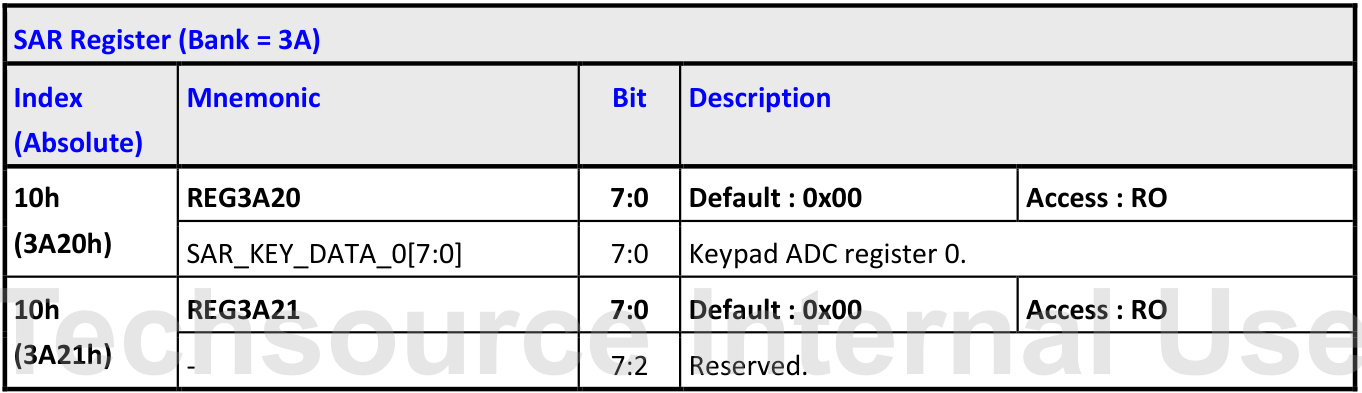 SAR Register (Bank = 3A)
Index (Absolute) Mnemonic Bit Description
10h (3A20h) REG3A20 7:0 Default : 0x00 Access : RO
SAR_KEY_DATA_0[7:0] 7:0 Keypad ADC register 0.
10h (3A21h) REG3A21 7:0 Default : 0x00 Access : RO
- 7:2 Reserved.
Techsource Internal Use